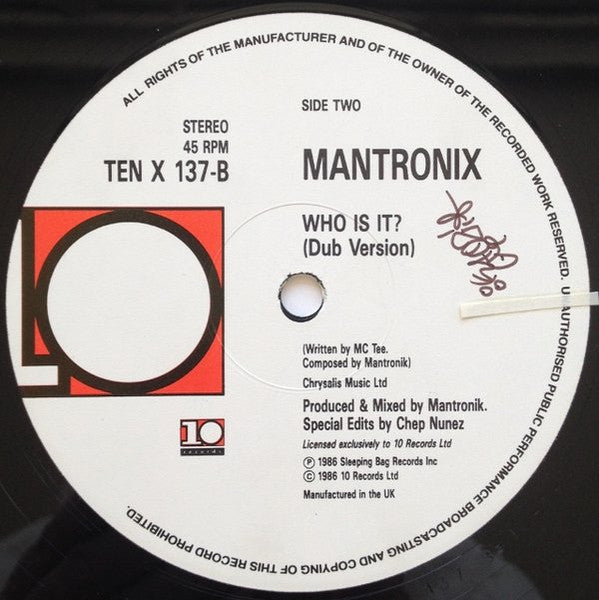 ALL RIGHTS OF THE MANUFACTURER AND OF THE OWNER OF THE RECORDED WORK RESERVED. UNAUTHORISED PUBLIC PERFORMANCE BROADCASTING AND COPYING OF THIS RECORD PROHIBITED.
STEREO
45 RPM
TEN X 137-B
SIDE TWO
MANTRONIX
WHO IS IT?
(Dub Version)
10
10
records
(Written by MC Tee.
Composed by Mantronik)
Chrysalis Music Ltd
Produced & Mixed by Mantronik.
Special Edits by Chep Nunez
Licensed exclusively to 10 Records Ltd
Ⓟ 1986 Sleeping Bag Records Inc
© 1986 10 Records Ltd
Manufactured in the UK